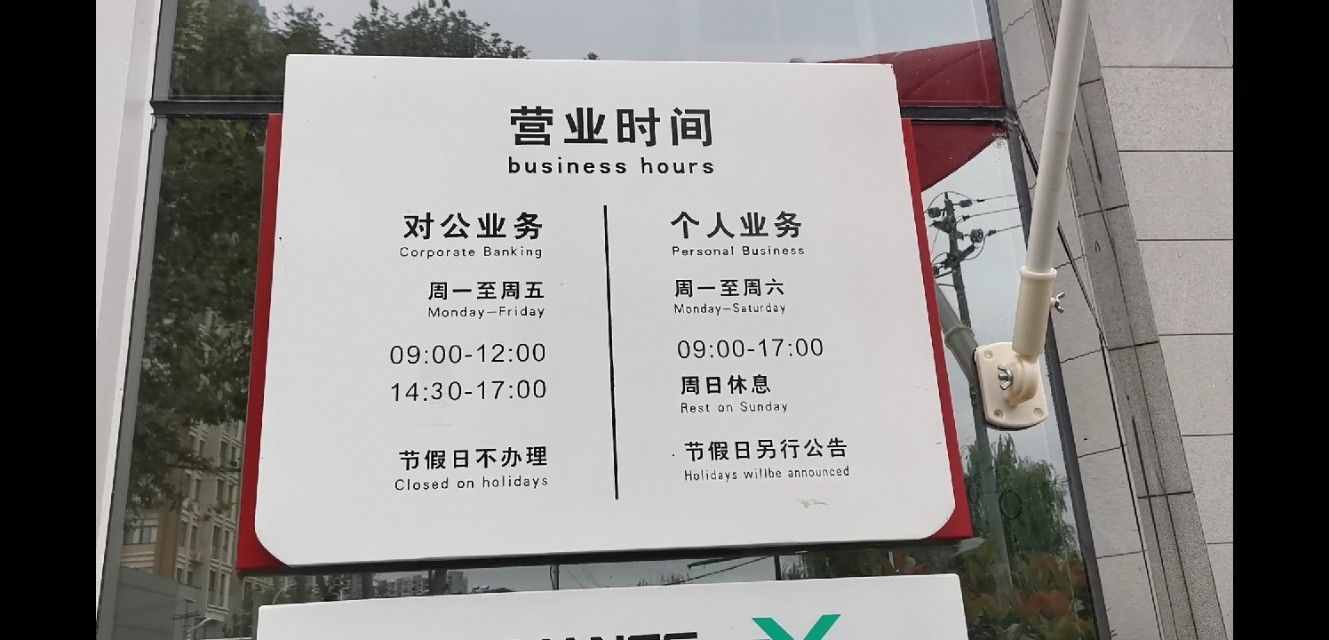 营业时间
business hours
对公业务
Corporate Banking
周一至周五
Monday—Friday
09:00-12:00
14:30-17:00
节假日不办理
Closed on holidays
个人业务
Personal Business
周一至周六
Monday—Saturday
09:00-17:00
周日休息
Rest on Sunday
节假日另行公告
Holidays willbe announced